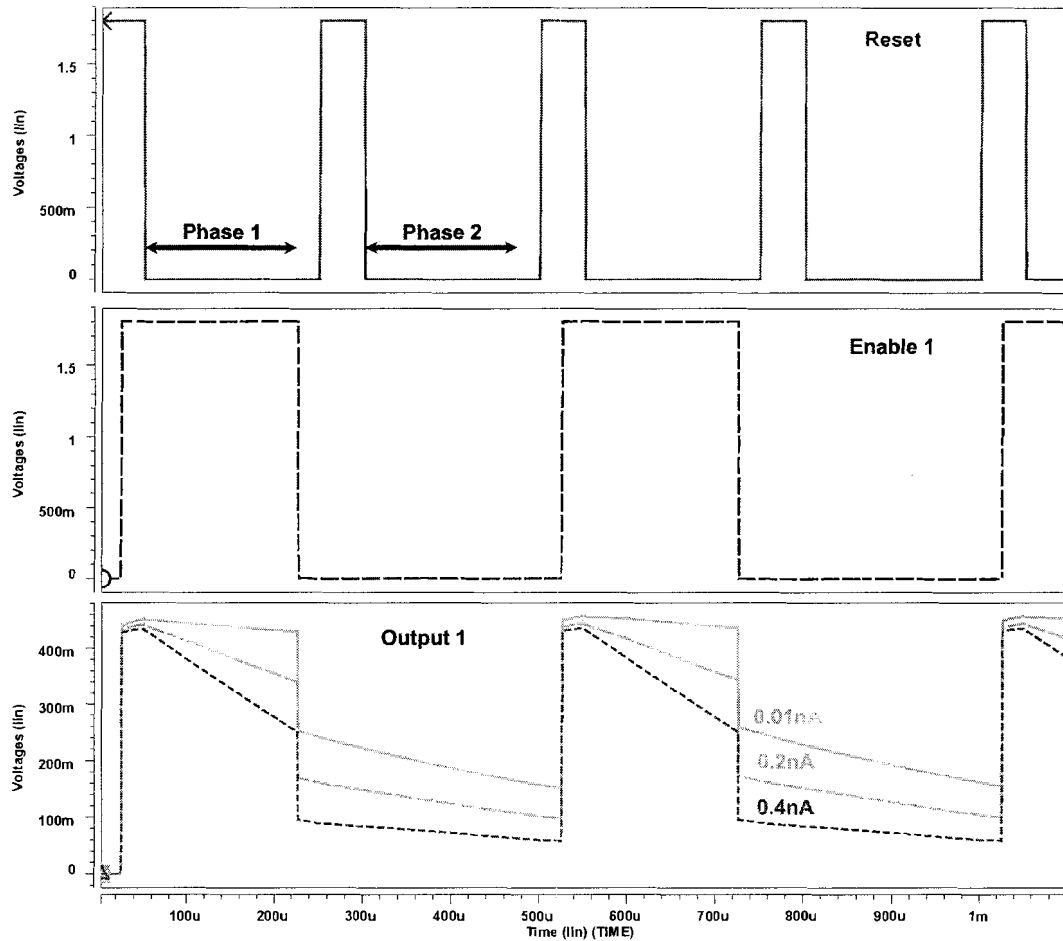 Reset
Voltages (lin)
1.5
1
500m
0
Phase 1
Phase 2
Enable 1
Voltages (lin)
1.5
1
500m
0
Output 1
Voltages (lin)
400m
300m
200m
100m
0
0.01nA
0.2nA
0.4nA
100u 200u 300u 400u 500u 600u 700u 800u 900u 1m
Time (lin) (TIME)